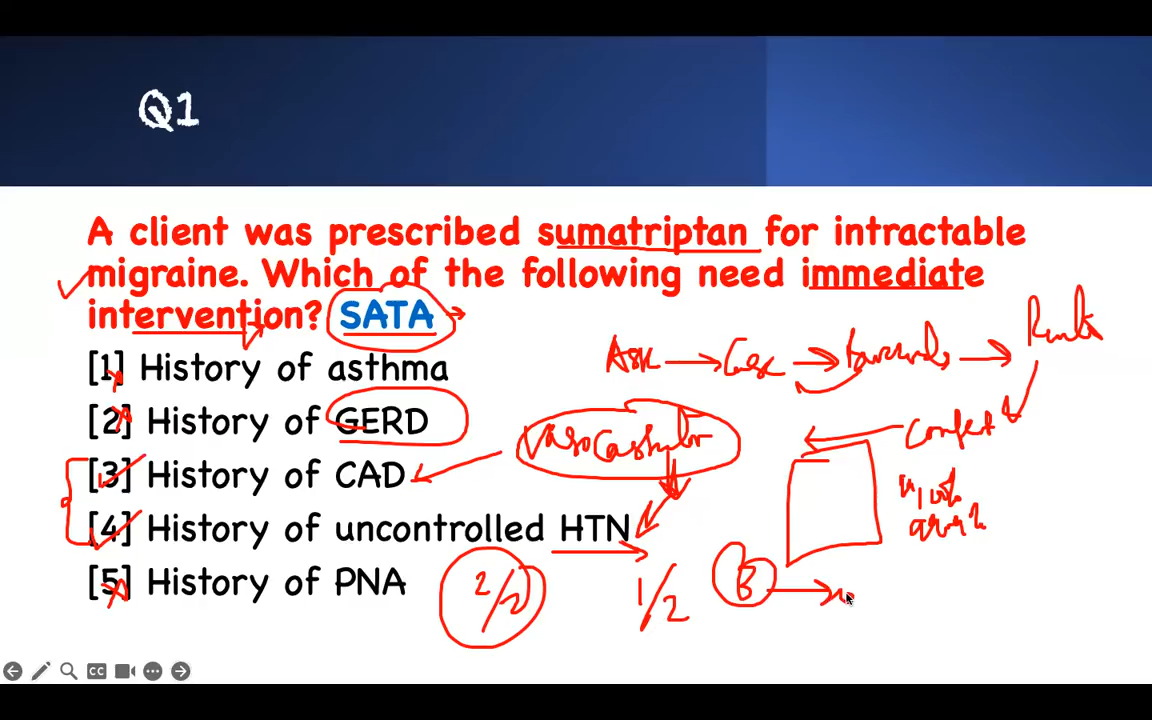 Q1
A client was prescribed sumatriptan for intractable
migraine. Which of the following need immediate
intervention? SATA
[1] History of asthma
[2] History of GERD
[3] History of CAD
[4] History of uncontrolled HTN
[5] History of PNA
Ask
2/2
1/2
B
CC